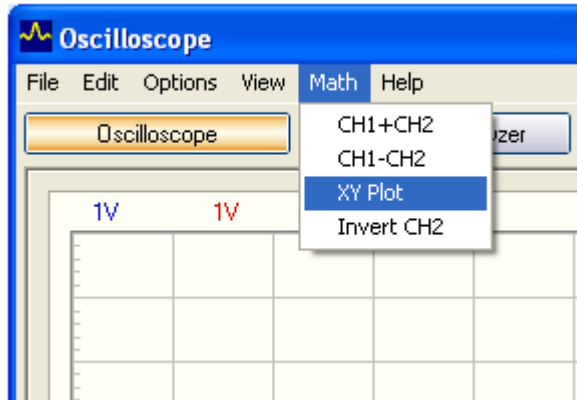 Oscilloscope
File Edit Options View Math Help
Oscilloscope
CH1+CH2
CH1-CH2
XY Plot
Invert CH2
1V 1V